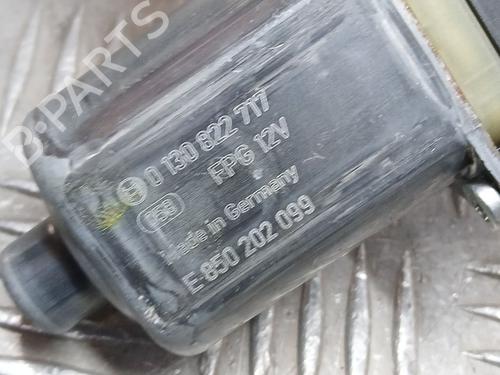 B-PARTS
0 130 822 717
FPG 12V
Made in Germany
E 850 202 099